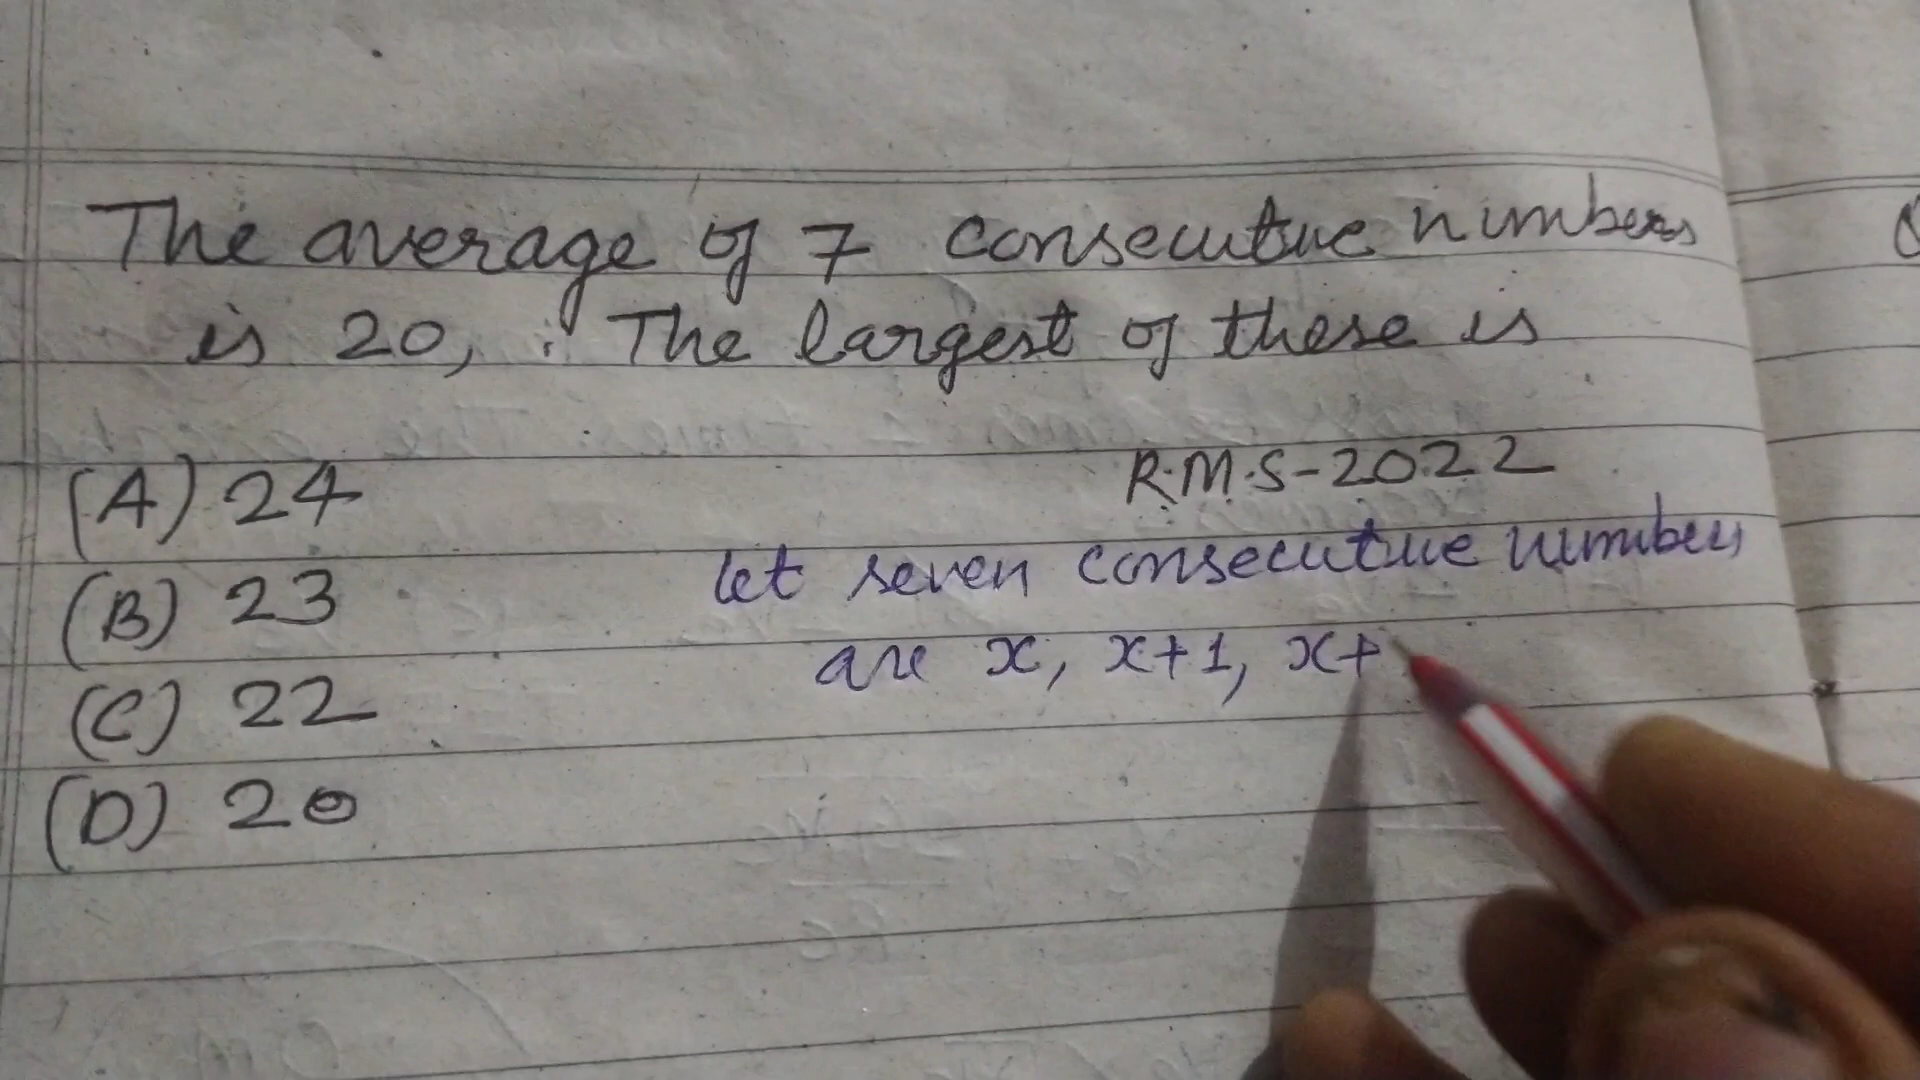 The average of 7 consecutive numbers
is 20, The largest of these is
(A) 24
R.M.S-2022
(B) 23
let seven consecutive numbers
are x, x+1, x+
(C) 22
(D) 20